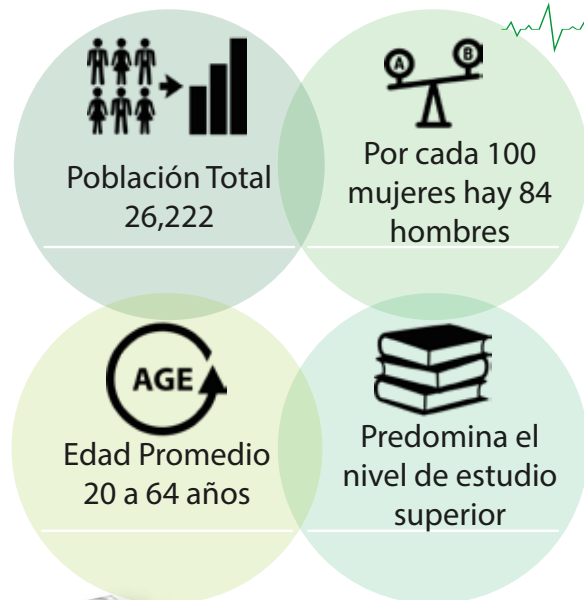 Población Total
26,222
A
B
Por cada 100
mujeres hay 84
hombres
AGE
Edad Promedio
20 a 64 años
Predomina el
nivel de estudio
superior